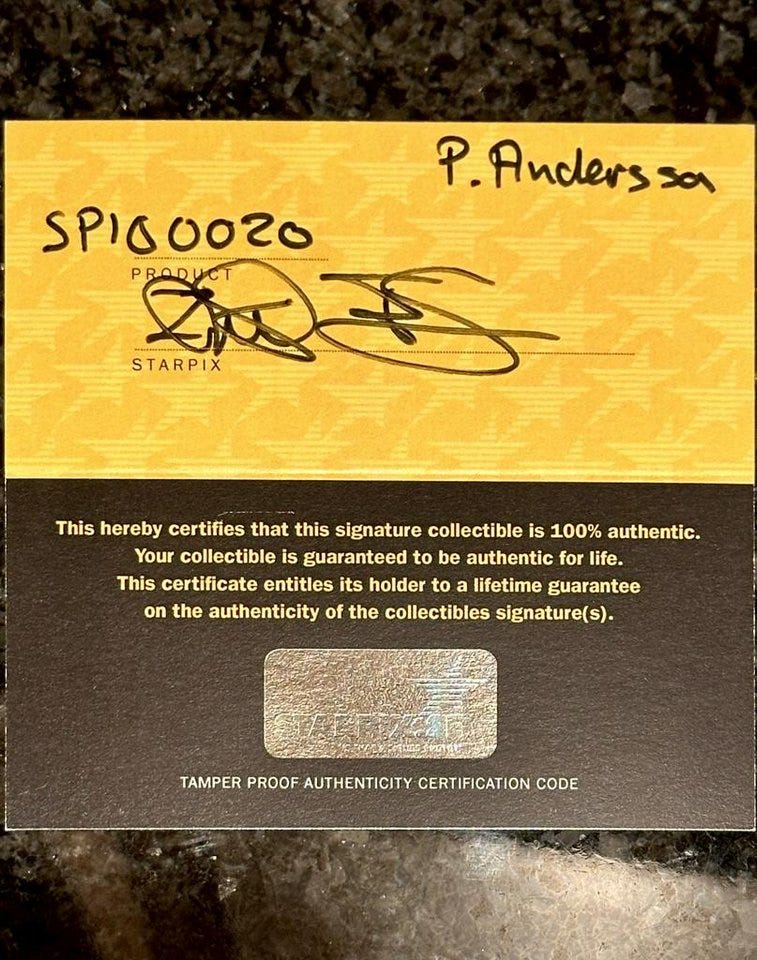 P. Anderssa
SP100020
PRODUCT
STARPIX
This hereby certifies that this signature collectible is 100% authentic.
Your collectible is guaranteed to be authentic for life.
This certificate entitles its holder to a lifetime guarantee
on the authenticity of the collectibles signature(s).
TAMPER PROOF AUTHENTICITY CERTIFICATION CODE